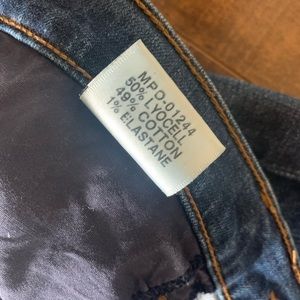 MPD-01244
50% LYOCELL
49% COTTON
1% ELASTANE